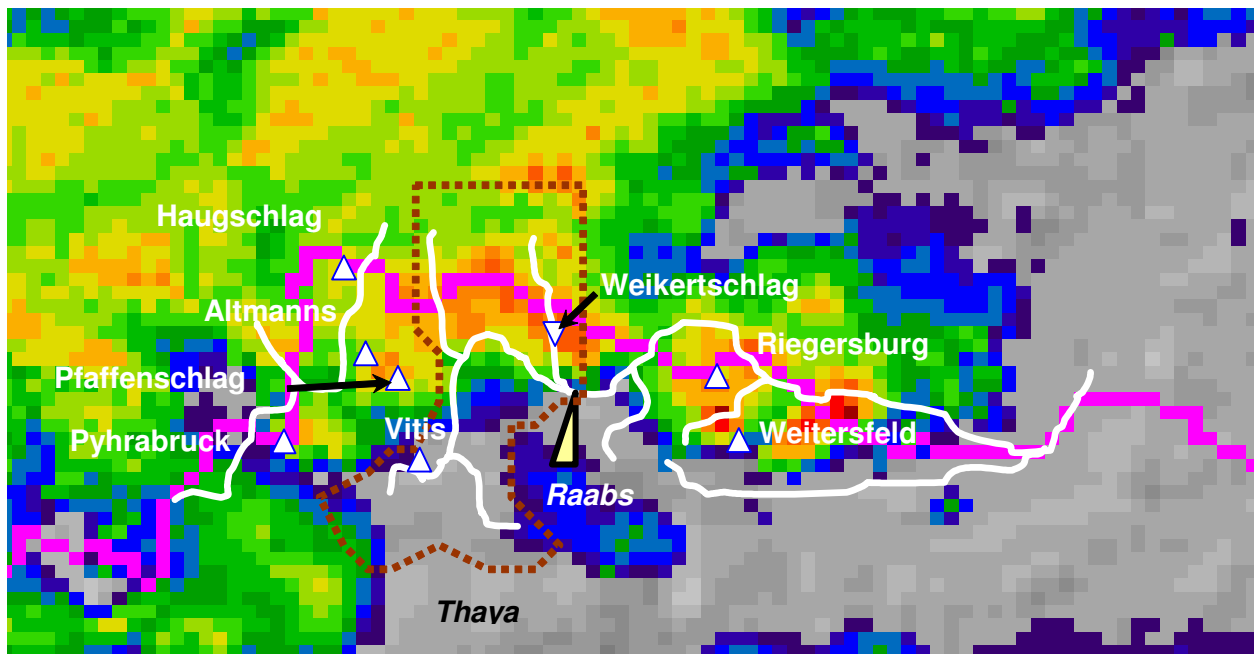 Haugschlag
Weikertschlag
Altmanns
Riegersburg
Pfaffenschlag
Vitis
Weitersfeld
Pyhrabruck
Raabs
Thaya